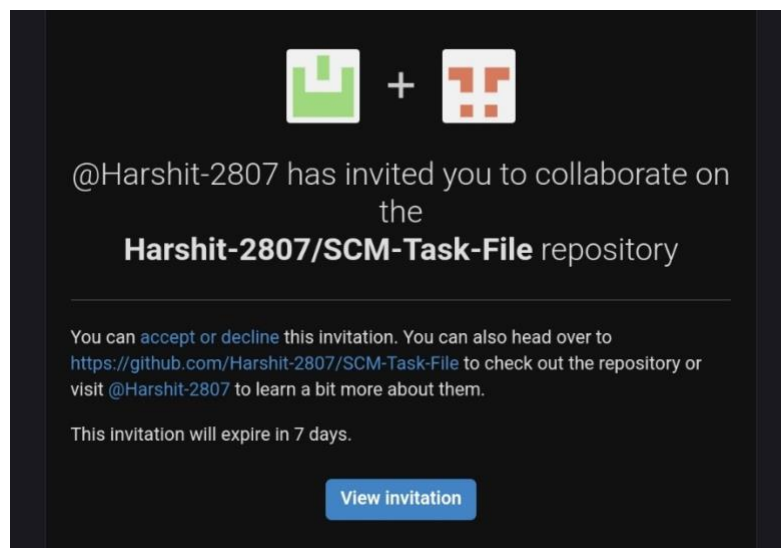 +
@Harshit-2807 has invited you to collaborate on
the
Harshit-2807/SCM-Task-File repository
You can accept or decline this invitation. You can also head over to
https://github.com/Harshit-2807/SCM-Task-File to check out the repository or
visit @Harshit-2807 to learn a bit more about them.
This invitation will expire in 7 days.
View invitation